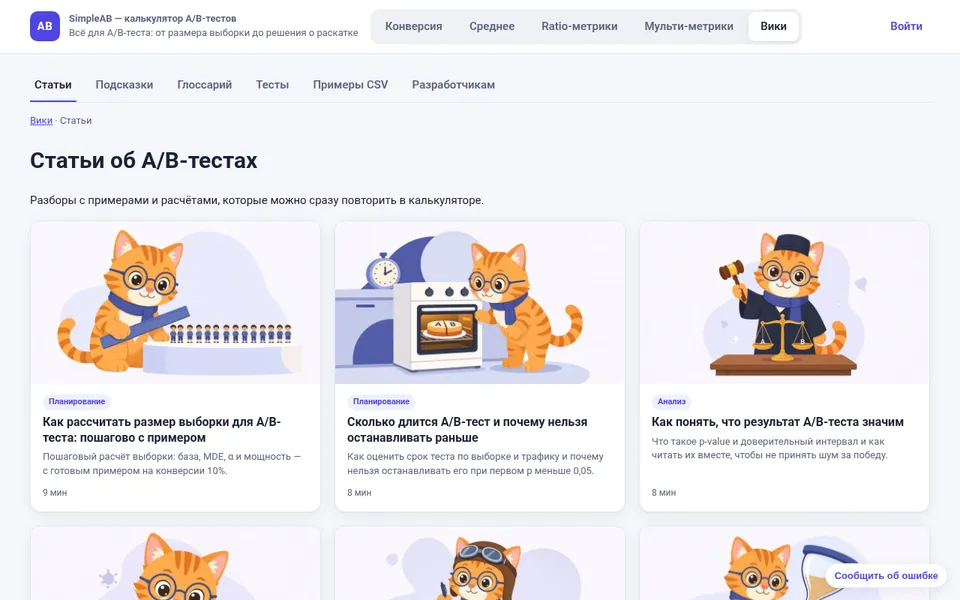 AB
SimpleAB — калькулятор A/B-тестов
Всё для A/B-теста: от размера выборки до решения о раскатке
Конверсия
Среднее
Ratio-метрики
Мульти-метрики
Вики
Войти
Статьи
Подсказки
Глоссарий
Тесты
Примеры CSV
Разработчикам
Вики · Статьи
Статьи об A/B-тестах
Разборы с примерами и расчётами, которые можно сразу повторить в калькуляторе.
A B
A
B
Планирование
Как рассчитать размер выборки для A/B-
теста: пошагово с примером
Пошаговый расчёт выборки: база, MDE, α и мощность —
с готовым примером на конверсии 10%.
9 мин
Планирование
Сколько длится A/B-тест и почему нельзя
останавливать раньше
Как оценить срок теста по выборке и трафику и почему
нельзя останавливать его при первом p меньше 0,05.
8 мин
Анализ
Как понять, что результат A/B-теста значим
Что такое p-value и доверительный интервал и как
читать их вместе, чтобы не принять шум за победу.
8 мин
Сообщить об ошибке